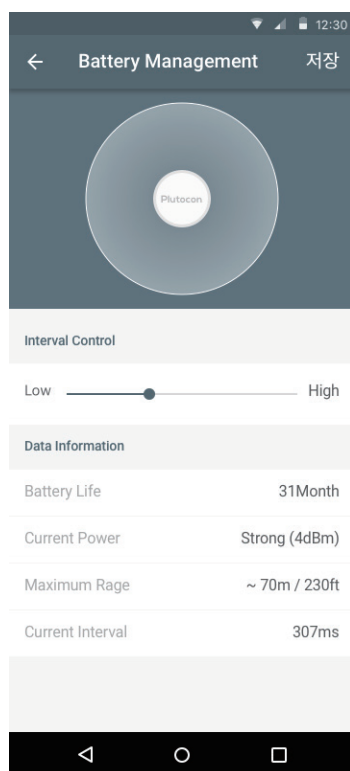 12:30
Battery Management 저장
Plutocon
Interval Control
Low High
Data Information
Battery Life 31Month
Current Power Strong (4dBm)
Maximum Rage ~ 70m / 230ft
Current Interval 307ms